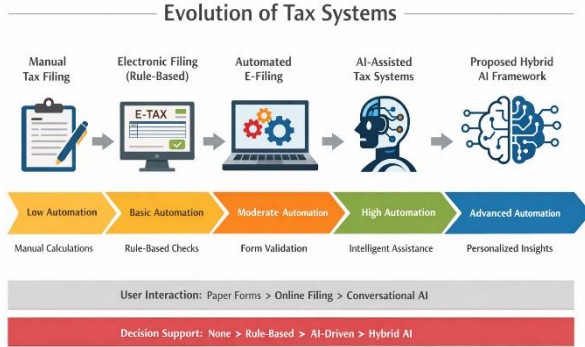 Evolution of Tax Systems
Manual
Tax Filing
Electronic Filing
(Rule-Based)
Automated
E-Filing
AI-Assisted
Tax Systems
Proposed Hybrid
AI Framework
E-TAX
Low Automation
Basic Automation
Moderate Automation
High Automation
Advanced Automation
Manual Calculations
Rule-Based Checks
Form Validation
Intelligent Assistance
Personalized Insights
User Interaction: Paper Forms > Online Filing > Conversational AI
Decision Support: None > Rule-Based > AI-Driven > Hybrid AI